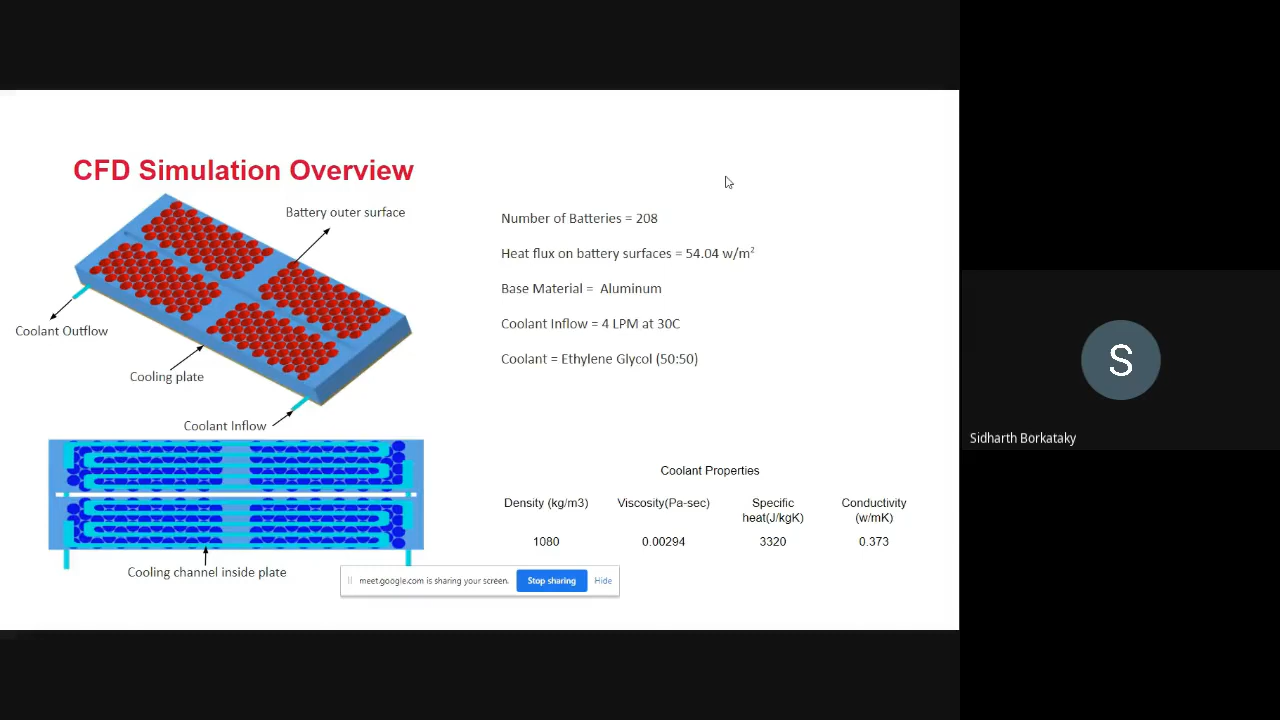 CFD Simulation Overview
Battery outer surface
Coolant Outflow
Cooling plate
Coolant Inflow
Cooling channel inside plate
Number of Batteries = 208
Heat flux on battery surfaces = 54.04 w/m²
Base Material = Aluminum
Coolant Inflow = 4 LPM at 30C
Coolant = Ethylene Glycol (50:50)
Coolant Properties
Density (kg/m3) Viscosity(Pa-sec) Specific heat(J/kgK) Conductivity (w/mK)
1080 0.00294 3320 0.373
meet.google.com is sharing your screen. Stop sharing Hide
S
Sidharth Borkataky